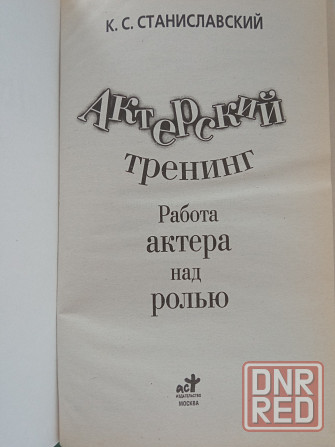 К. С. СТАНИСЛАВСКИЙ
Актерский
тренинг
Работа
актера
над
ролью
аст
ИЗДАТЕЛЬСТВО
МОСКВА
DNR
RED